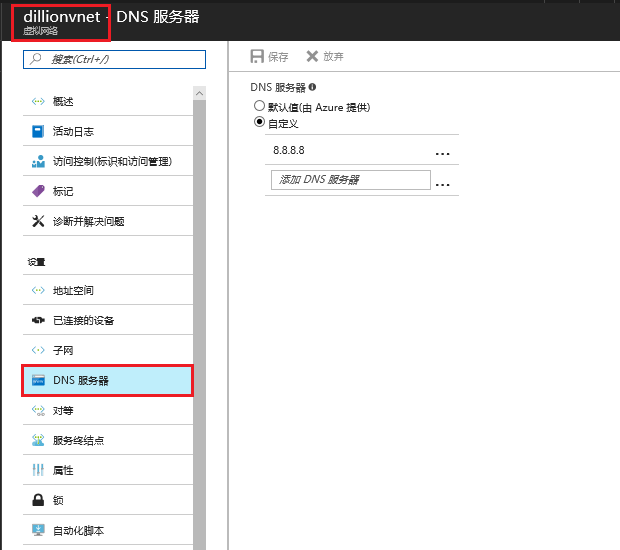 dillionvnet - DNS 服务器
虚拟网络
搜索(Ctrl+/)
概述
活动日志
访问控制(标识和访问管理)
标记
诊断并解决问题
设置
地址空间
已连接的设备
子网
DNS 服务器
对等
服务终结点
属性
锁
自动化脚本
保存 放弃
DNS 服务器
默认值(由 Azure 提供)
自定义
8.8.8.8 ...
添加 DNS 服务器 ...